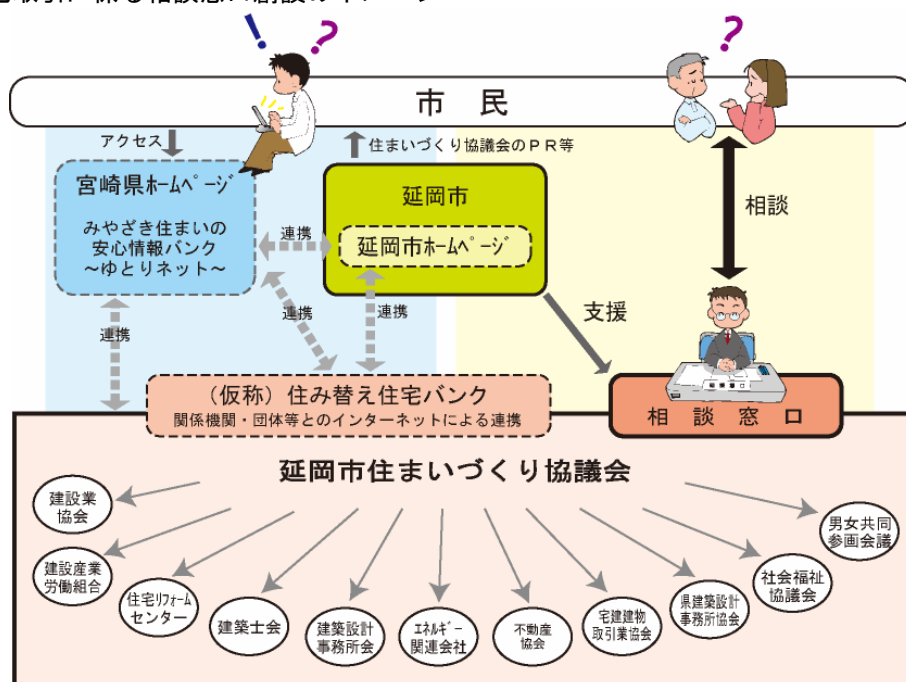 市 民
アクセス
住まいづくり協議会のＰＲ等
宮崎県ﾎｰﾑﾍﾟｰｼﾞ
みやざき住まいの
安心情報バンク
～ゆとりネット～
延岡市
延岡市ﾎｰﾑﾍﾟｰｼﾞ
連携
連携
連携
連携
相談
支援
（仮称）住み替え住宅バンク
関係機関・団体等とのインターネットによる連携
相談窓口
相 談 窓 口
延岡市住まいづくり協議会
建設業
協会
建設産業
労働組合
住宅ﾘﾌｫｰﾑ
センター
建築士会
建築設計
事務所会
ｴﾈﾙｷﾞｰ
関連会社
不動産
協会
宅建建物
取引業協会
県建築設計
事務所協会
社会福祉
協議会
男女共同
参画会議